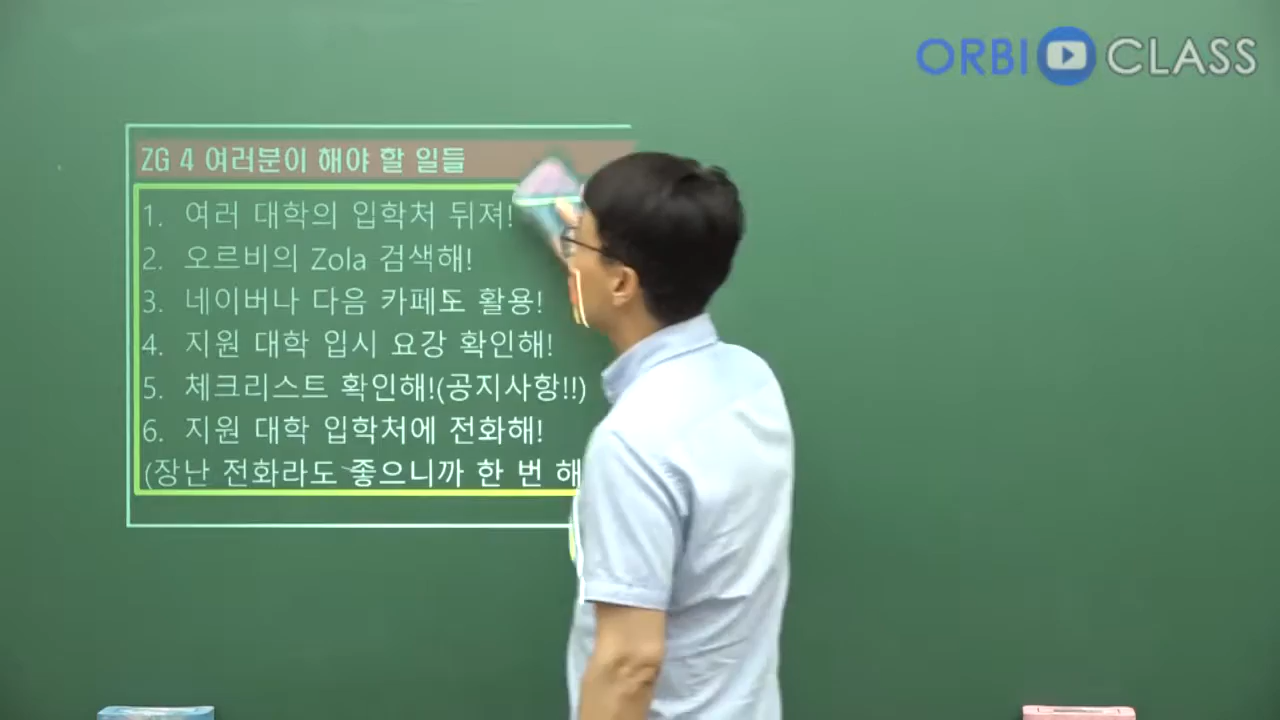 ORBI CLASS
ZG 4 여러분이 해야 할 일들
1. 여러 대학의 입학처 뒤져!
2. 오르비의 Zola 검색해!
3. 네이버나 다음 카페도 활용!
4. 지원 대학 입시 요강 확인해!
5. 체크리스트 확인해!(공지사항!!)
6. 지원 대학 입학처에 전화해!
(장난 전화라도 좋으니까 한 번 해